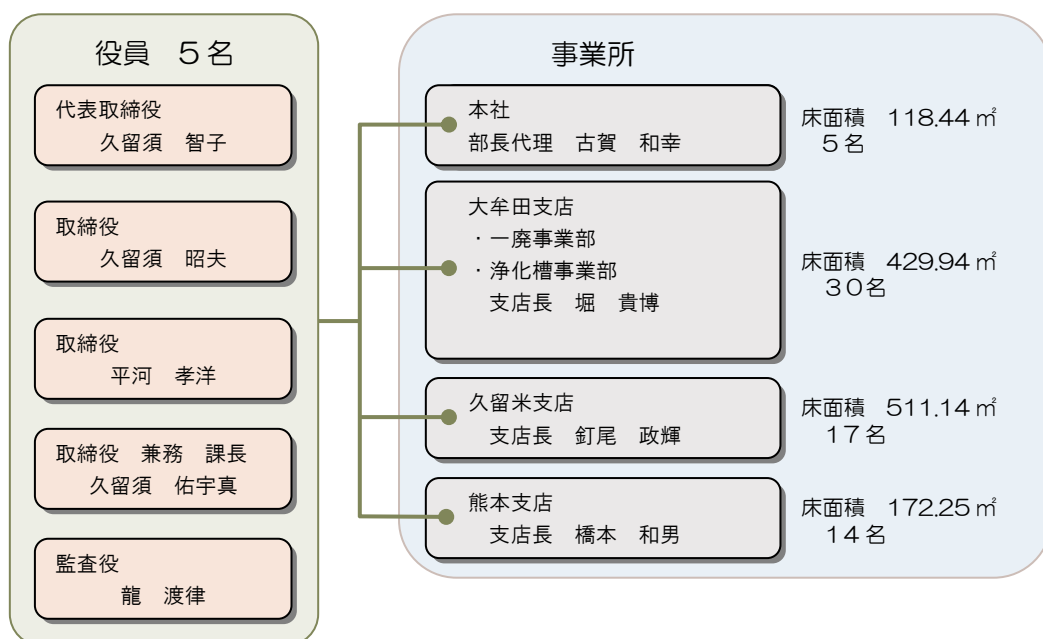 役員　５名
代表取締役
久留須　智子
取締役
久留須　昭夫
取締役
平河　孝洋
取締役　兼務　課長
久留須　佑宇真
監査役
龍　渡律
事業所
本社
部長代理　古賀　和幸
床面積　118.44㎡
５名
大牟田支店
・一廃事業部
・浄化槽事業部
支店長　堀　貴博
床面積　429.94㎡
３０名
久留米支店
支店長　釘尾　政輝
床面積　511.14㎡
１７名
熊本支店
支店長　橋本　和男
床面積　172.25㎡
１４名